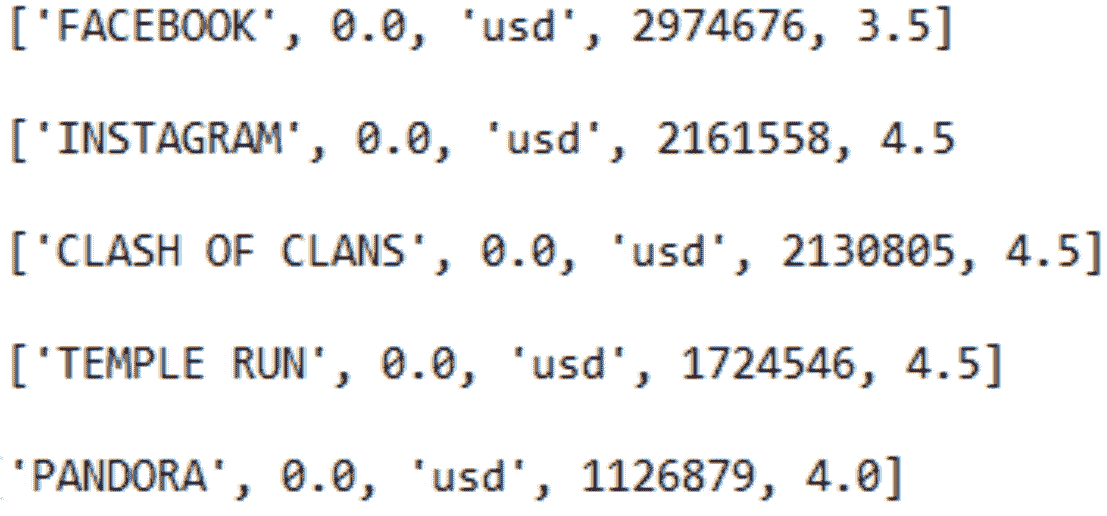 ['FACEBOOK', 0.0, 'usd', 2974676, 3.5]
['INSTAGRAM', 0.0, 'usd', 2161558, 4.5
['CLASH OF CLANS', 0.0, 'usd', 2130805, 4.5]
['TEMPLE RUN', 0.0, 'usd', 1724546, 4.5]
'PANDORA', 0.0, 'usd', 1126879, 4.0]